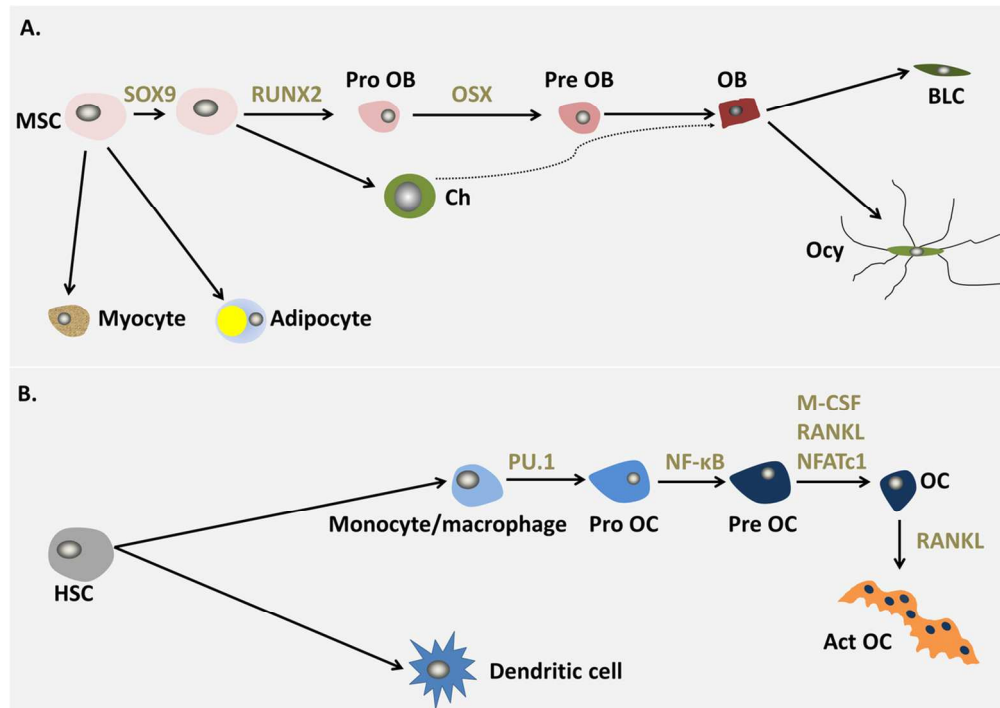 A.
MSC
SOX9
RUNX2
Pro OB
OSX
Pre OB
OB
BLC
Ch
Ocy
Myocyte
Adipocyte
B.
HSC
Monocyte/macrophage
PU.1
Pro OC
NF-κB
Pre OC
M-CSF
RANKL
NFATc1
OC
RANKL
Act OC
Dendritic cell